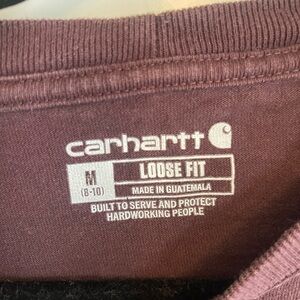 carhartt
M
(8-10)
LOOSE FIT
MADE IN GUATEMALA
BUILT TO SERVE AND PROTECT
HARDWORKING PEOPLE